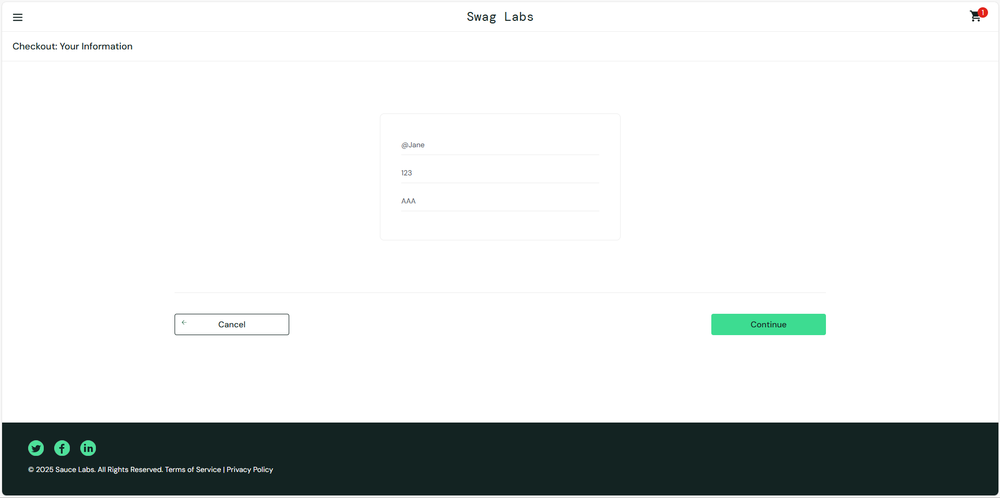 Swag Labs
1
Checkout: Your Information
@Jane
123
AAA
Cancel
Continue
© 2025 Sauce Labs. All Rights Reserved. Terms of Service | Privacy Policy